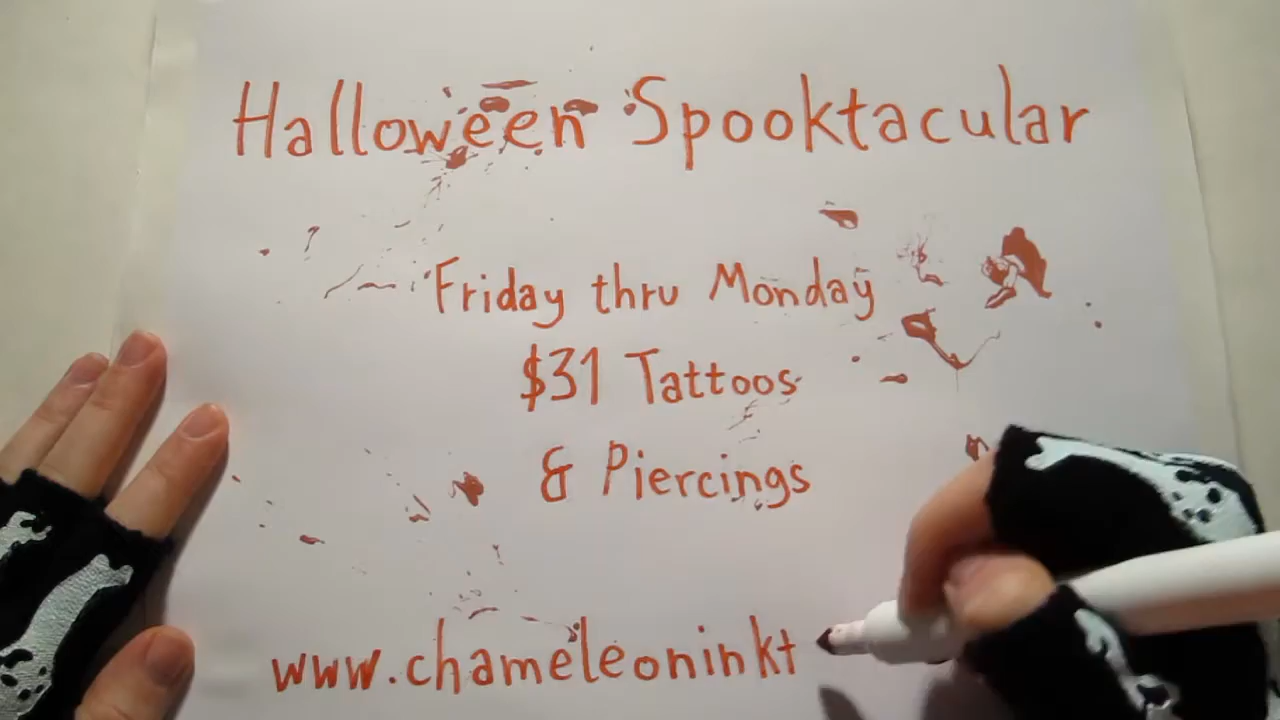 Halloween Spooktacular
Friday thru Monday
$31 Tattoos
& Piercings
www.chameleoninkt